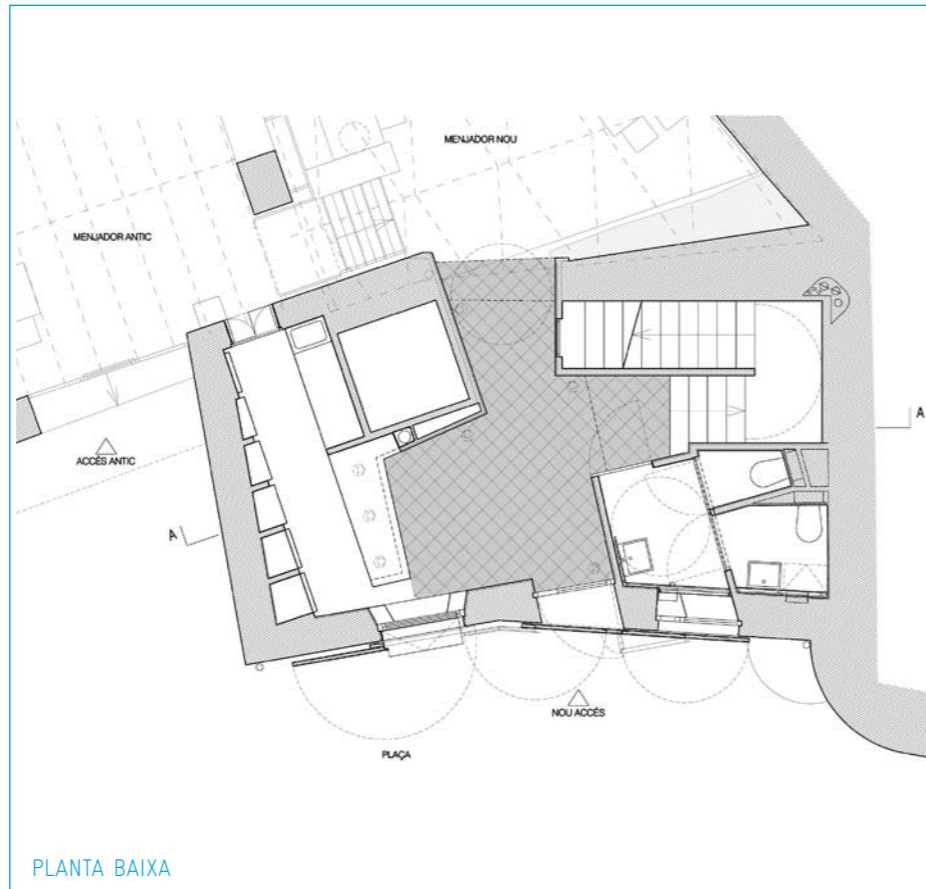 MENJADOR NOU
MENJADOR ANTIC
A
ACCÉS ANTIC
A
NOU ACCÉS
PLAÇA
PLANTA BAIXA